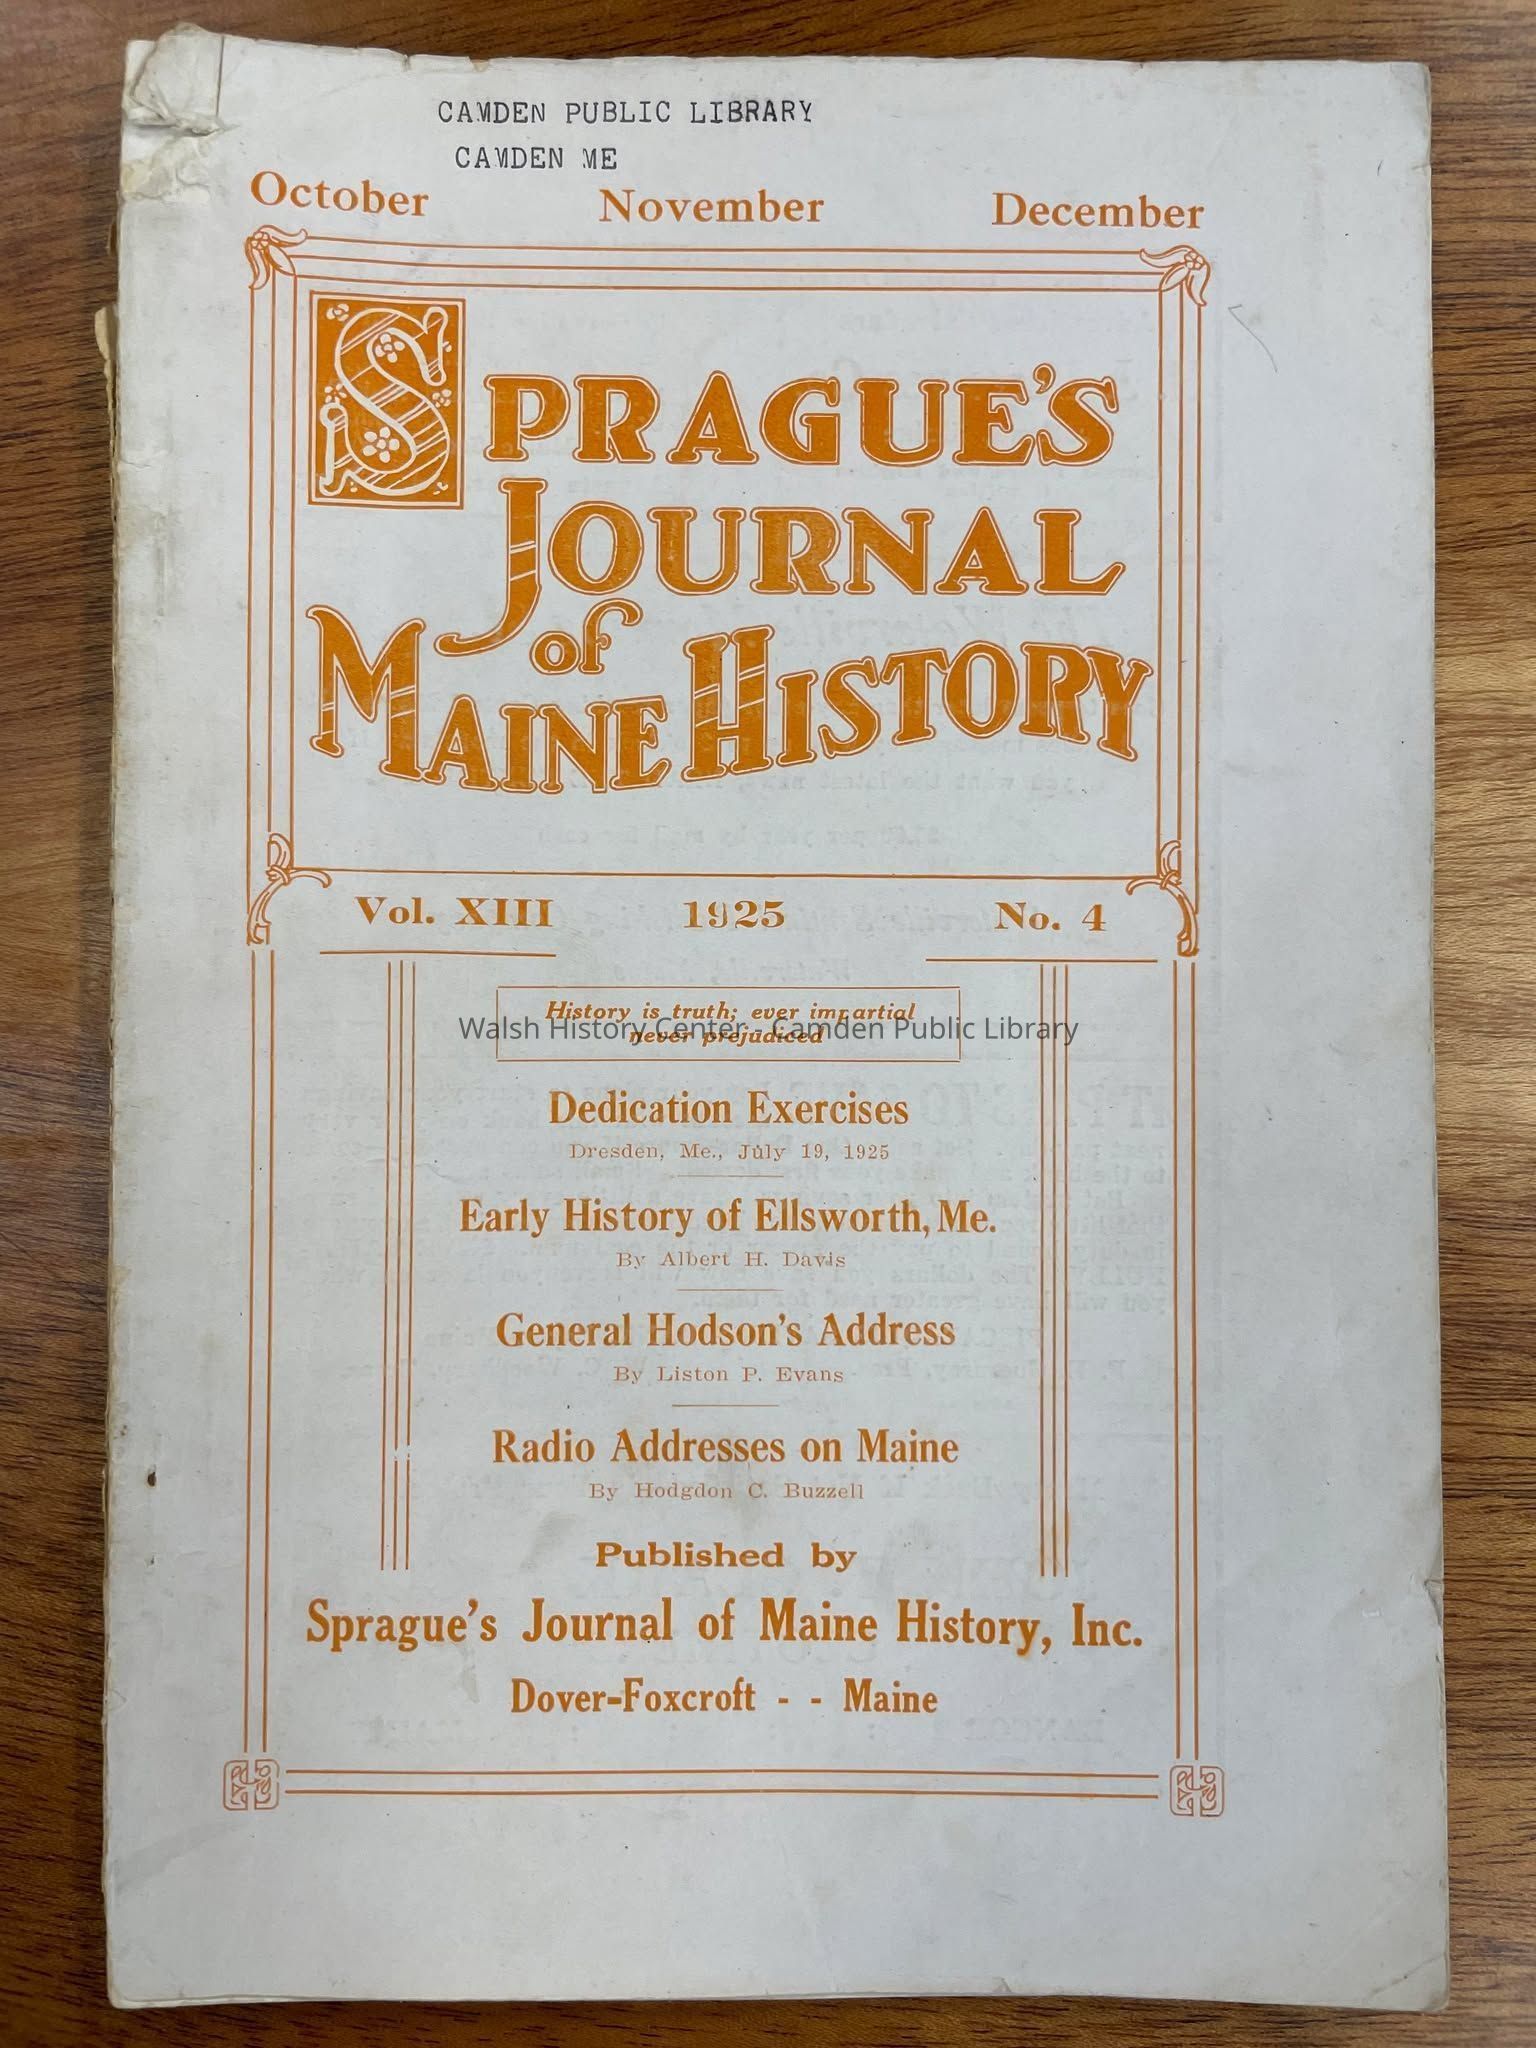 CAMDEN PUBLIC LIBRARY
CAMDEN ME
October November December
SPRAGUE'S
JOURNAL
of
MAINE HISTORY
Vol. XIII 1925 No. 4
History is truth; ever impartial
never prejudiced
Walsh History Center - Camden Public Library
Dedication Exercises
Dresden, Me., July 19, 1925
Early History of Ellsworth, Me.
By Albert H. Davis
General Hodson's Address
By Liston P. Evans
Radio Addresses on Maine
By Hodgdon C. Buzzell
Published by
Sprague's Journal of Maine History, Inc.
Dover-Foxcroft - - Maine